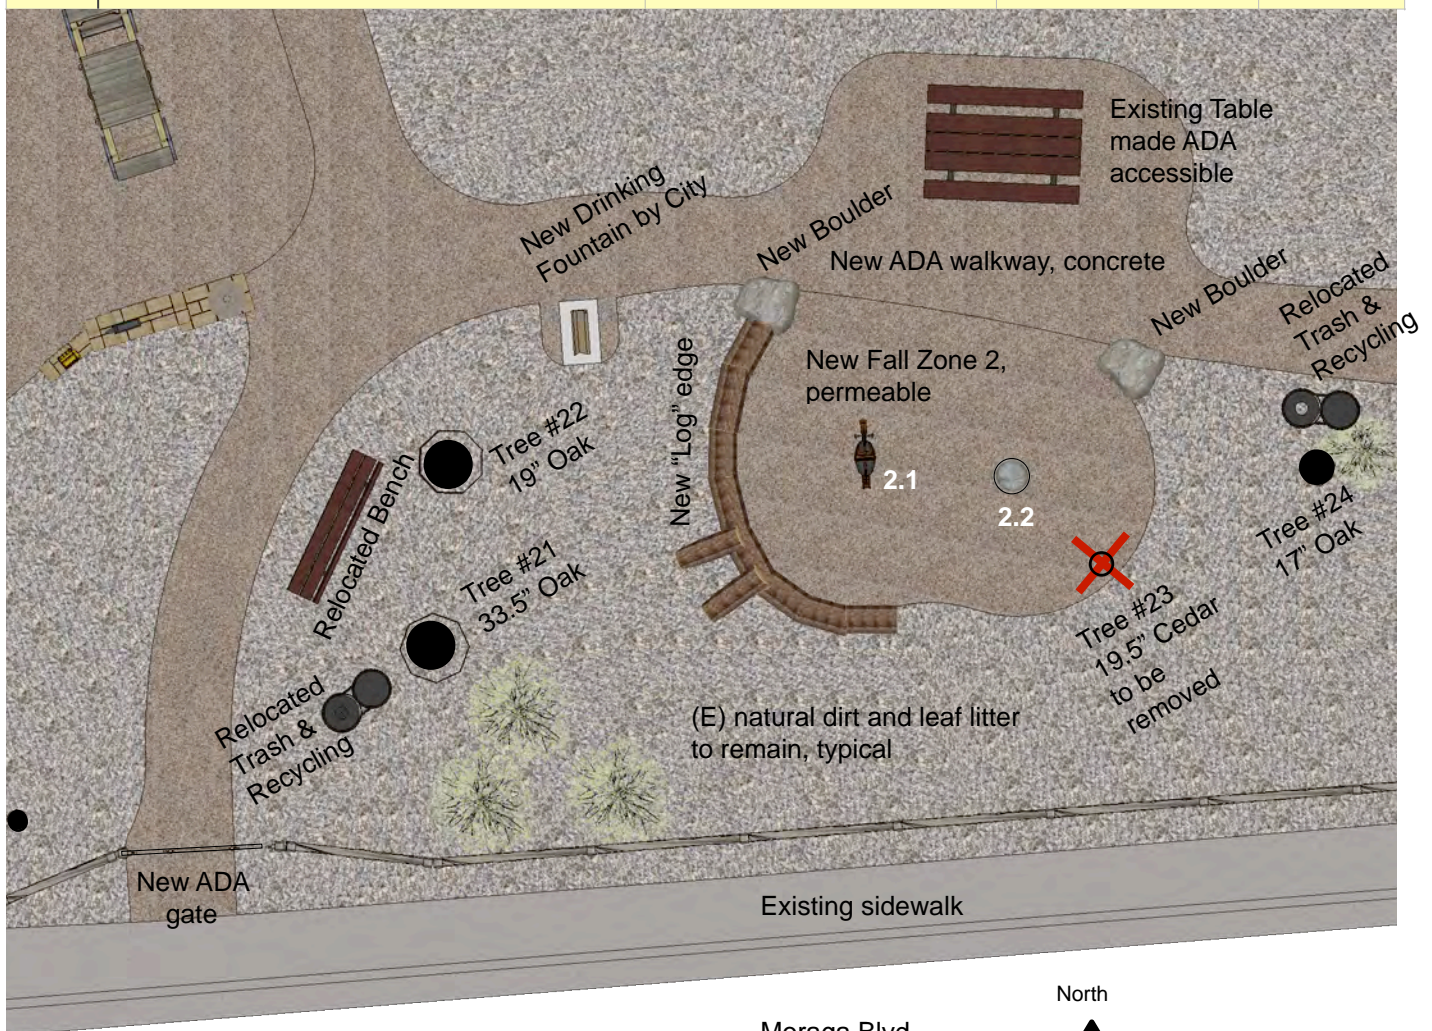 Existing Table
made ADA
accessible
New Drinking
Fountain by City
New Boulder
New ADA walkway, concrete
New Boulder
Relocated
Trash &
Recycling
New "Log" edge
New Fall Zone 2,
permeable
2.1
2.2
Tree #22
19" Oak
Relocated Bench
Tree #21
33.5" Oak
Tree #24
17" Oak
Tree #23
19.5" Cedar
to be
removed
Relocated
Trash &
Recycling
(E) natural dirt and leaf litter
to remain, typical
New ADA
gate
Existing sidewalk
North
Moraga Blvd